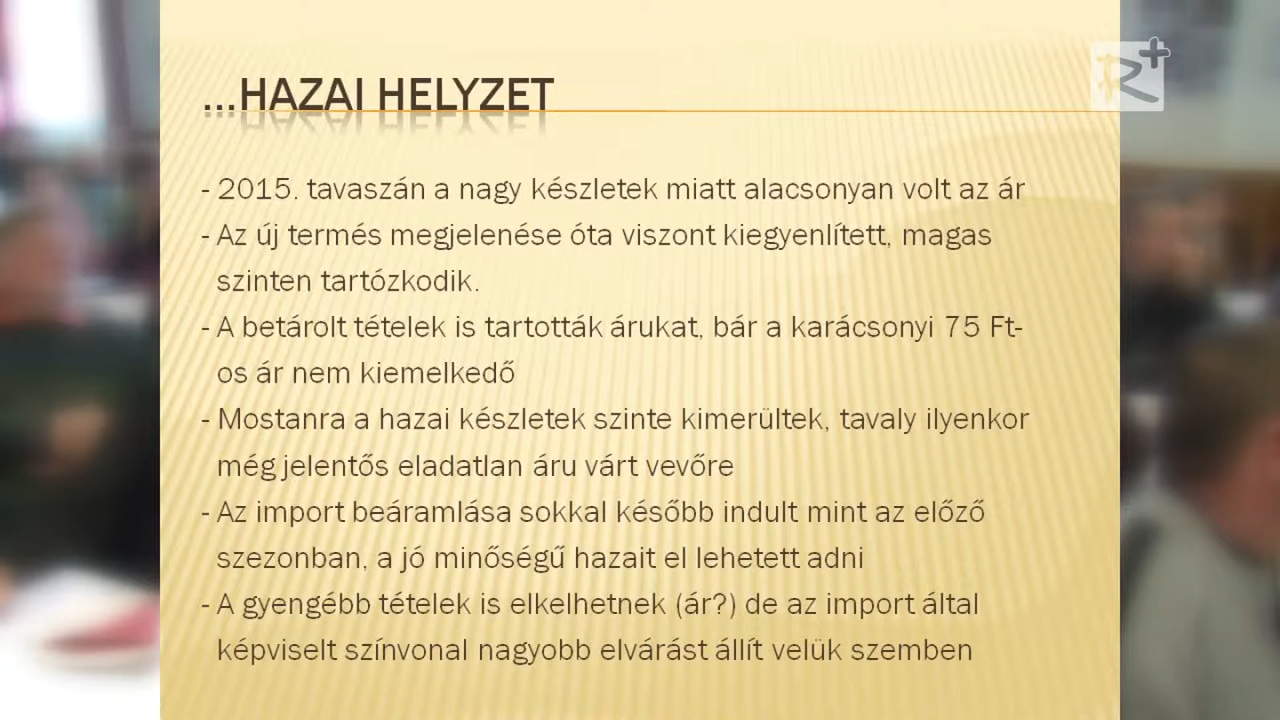 R+
...HAZAI HELYZET
- 2015. tavaszán a nagy készletek miatt alacsonyan volt az ár
- Az új termés megjelenése óta viszont kiegyenlített, magas
szinten tartózkodik.
- A betárolt tételek is tartották árukat, bár a karácsonyi 75 Ft-
os ár nem kiemelkedő
- Mostanra a hazai készletek szinte kimerültek, tavaly ilyenkor
még jelentős eladatlan áru várt vevőre
- Az import beáramlása sokkal később indult mint az előző
szezonban, a jó minőségű hazait el lehetett adni
- A gyengébb tételek is elkelhetnek (ár?) de az import által
képviselt színvonal nagyobb elvárást állít velük szemben